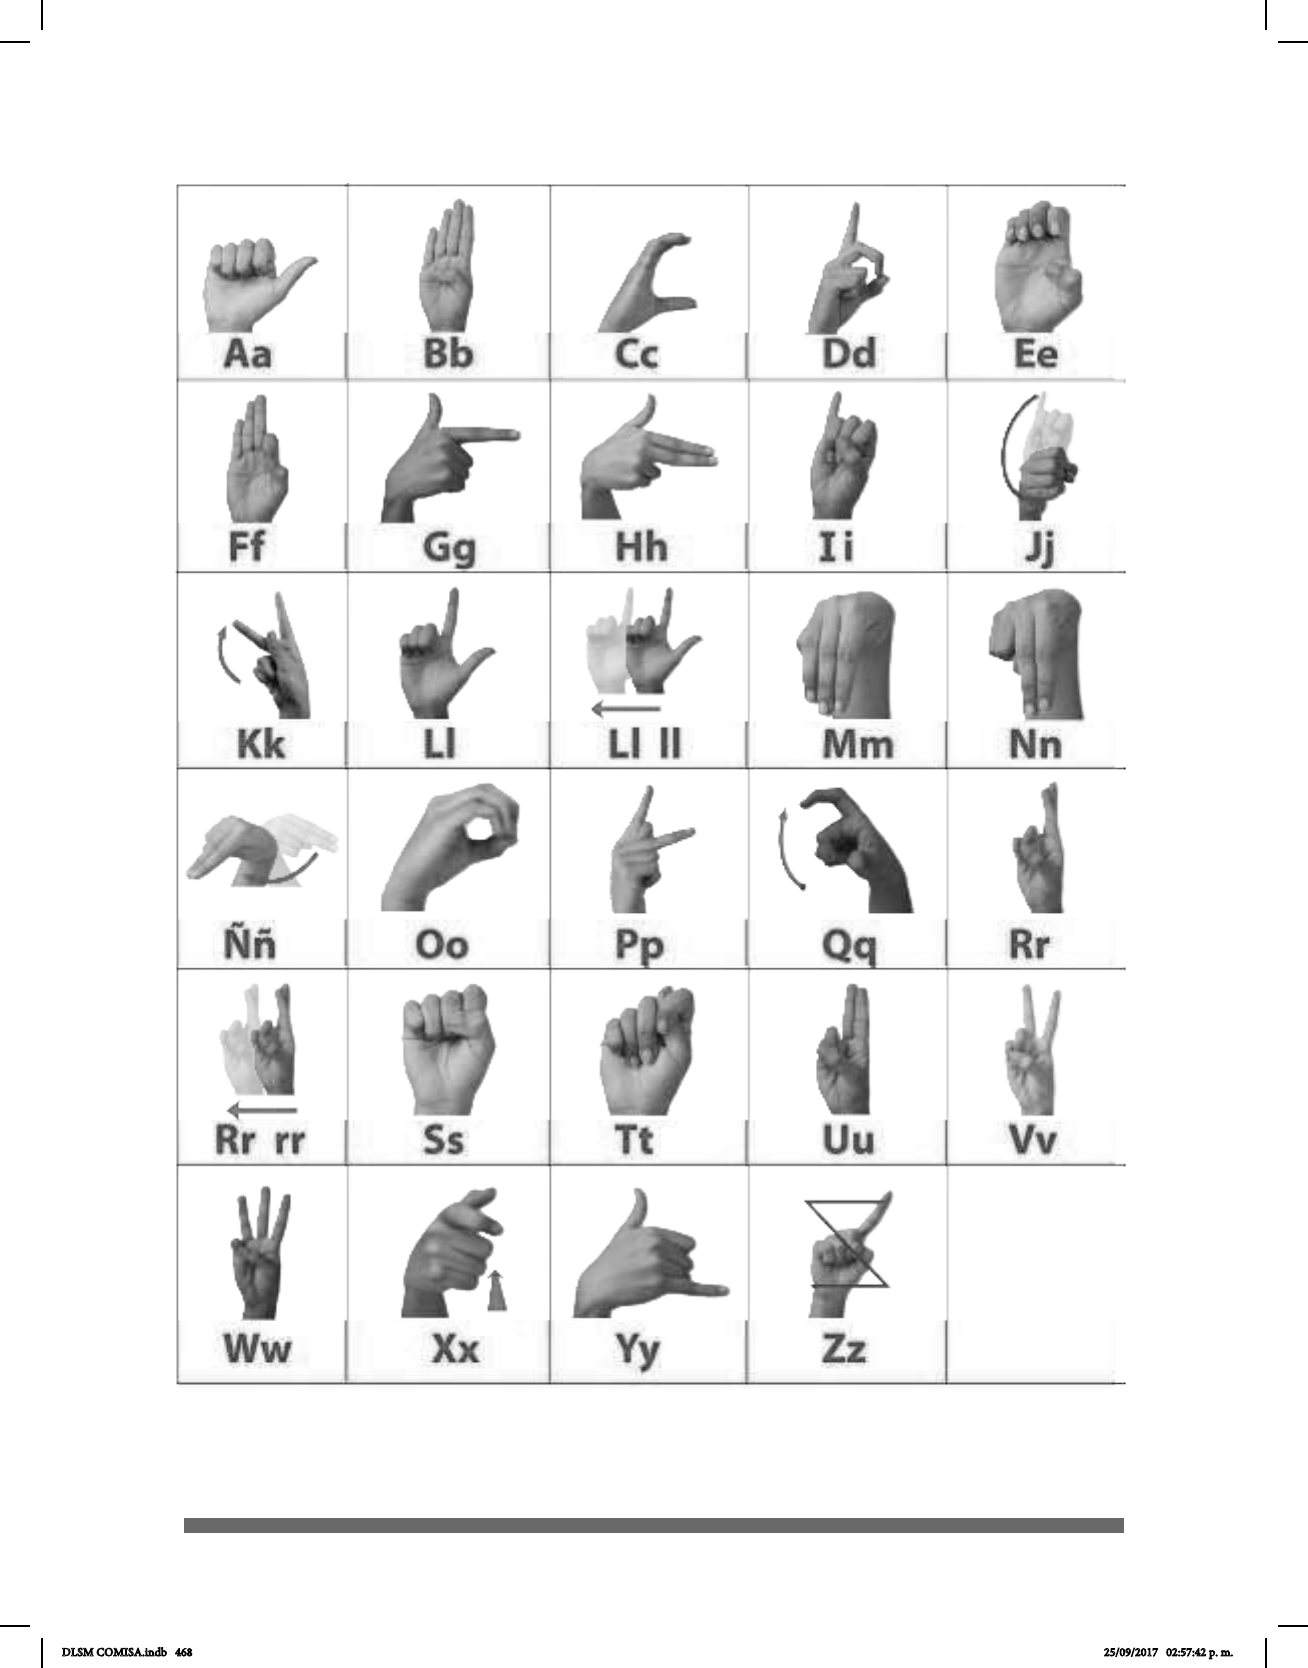 Aa Bb Cc Dd Ee
Ff Gg Hh I i Jj
Kk Ll Ll ll Mm Nn
Ññ Oo Pp Qq Rr
Rr rr Ss Tt Uu Vv
Ww Xx Yy Zz
DLSM COMISA.indb 468 25/09/2017 02:57:42 p. m.